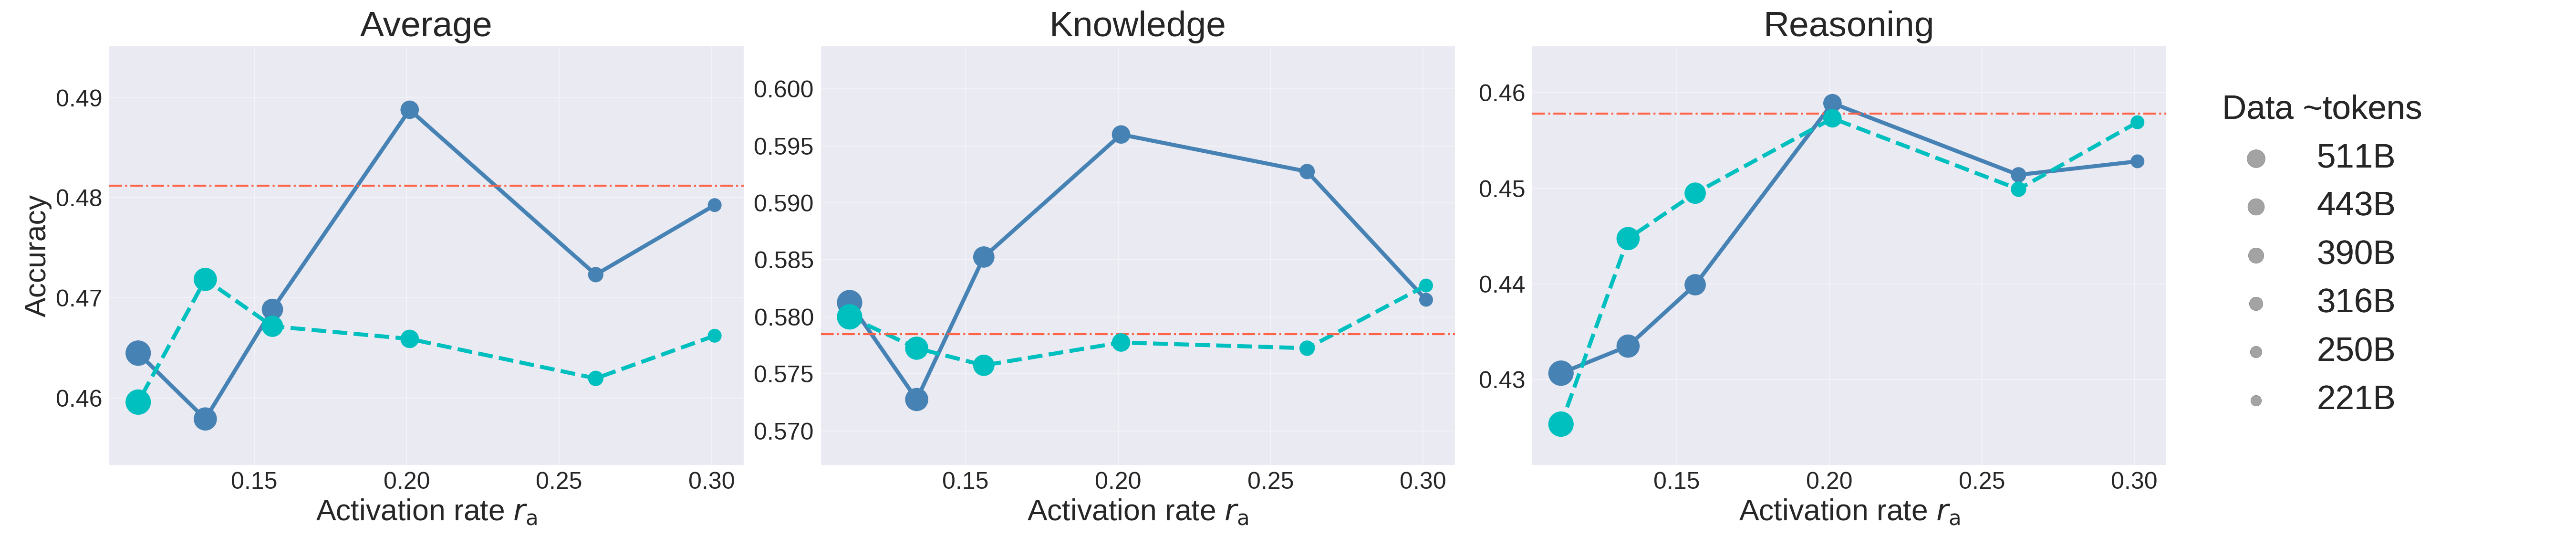 Average
0.49
0.48
0.47
0.46
Accuracy
0.15 0.20 0.25 0.30
Activation rate rₐ
Knowledge
0.600
0.595
0.590
0.585
0.580
0.575
0.570
0.15 0.20 0.25 0.30
Activation rate rₐ
Reasoning
0.46
0.45
0.44
0.43
0.15 0.20 0.25 0.30
Activation rate rₐ
Data ~tokens
511B
443B
390B
316B
250B
221B